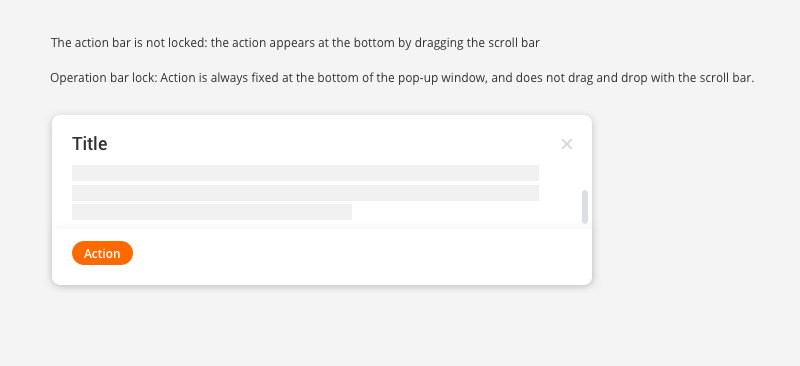 The action bar is not locked: the action appears at the bottom by dragging the scroll bar
Operation bar lock: Action is always fixed at the bottom of the pop-up window, and does not drag and drop with the scroll bar.
Title
Action